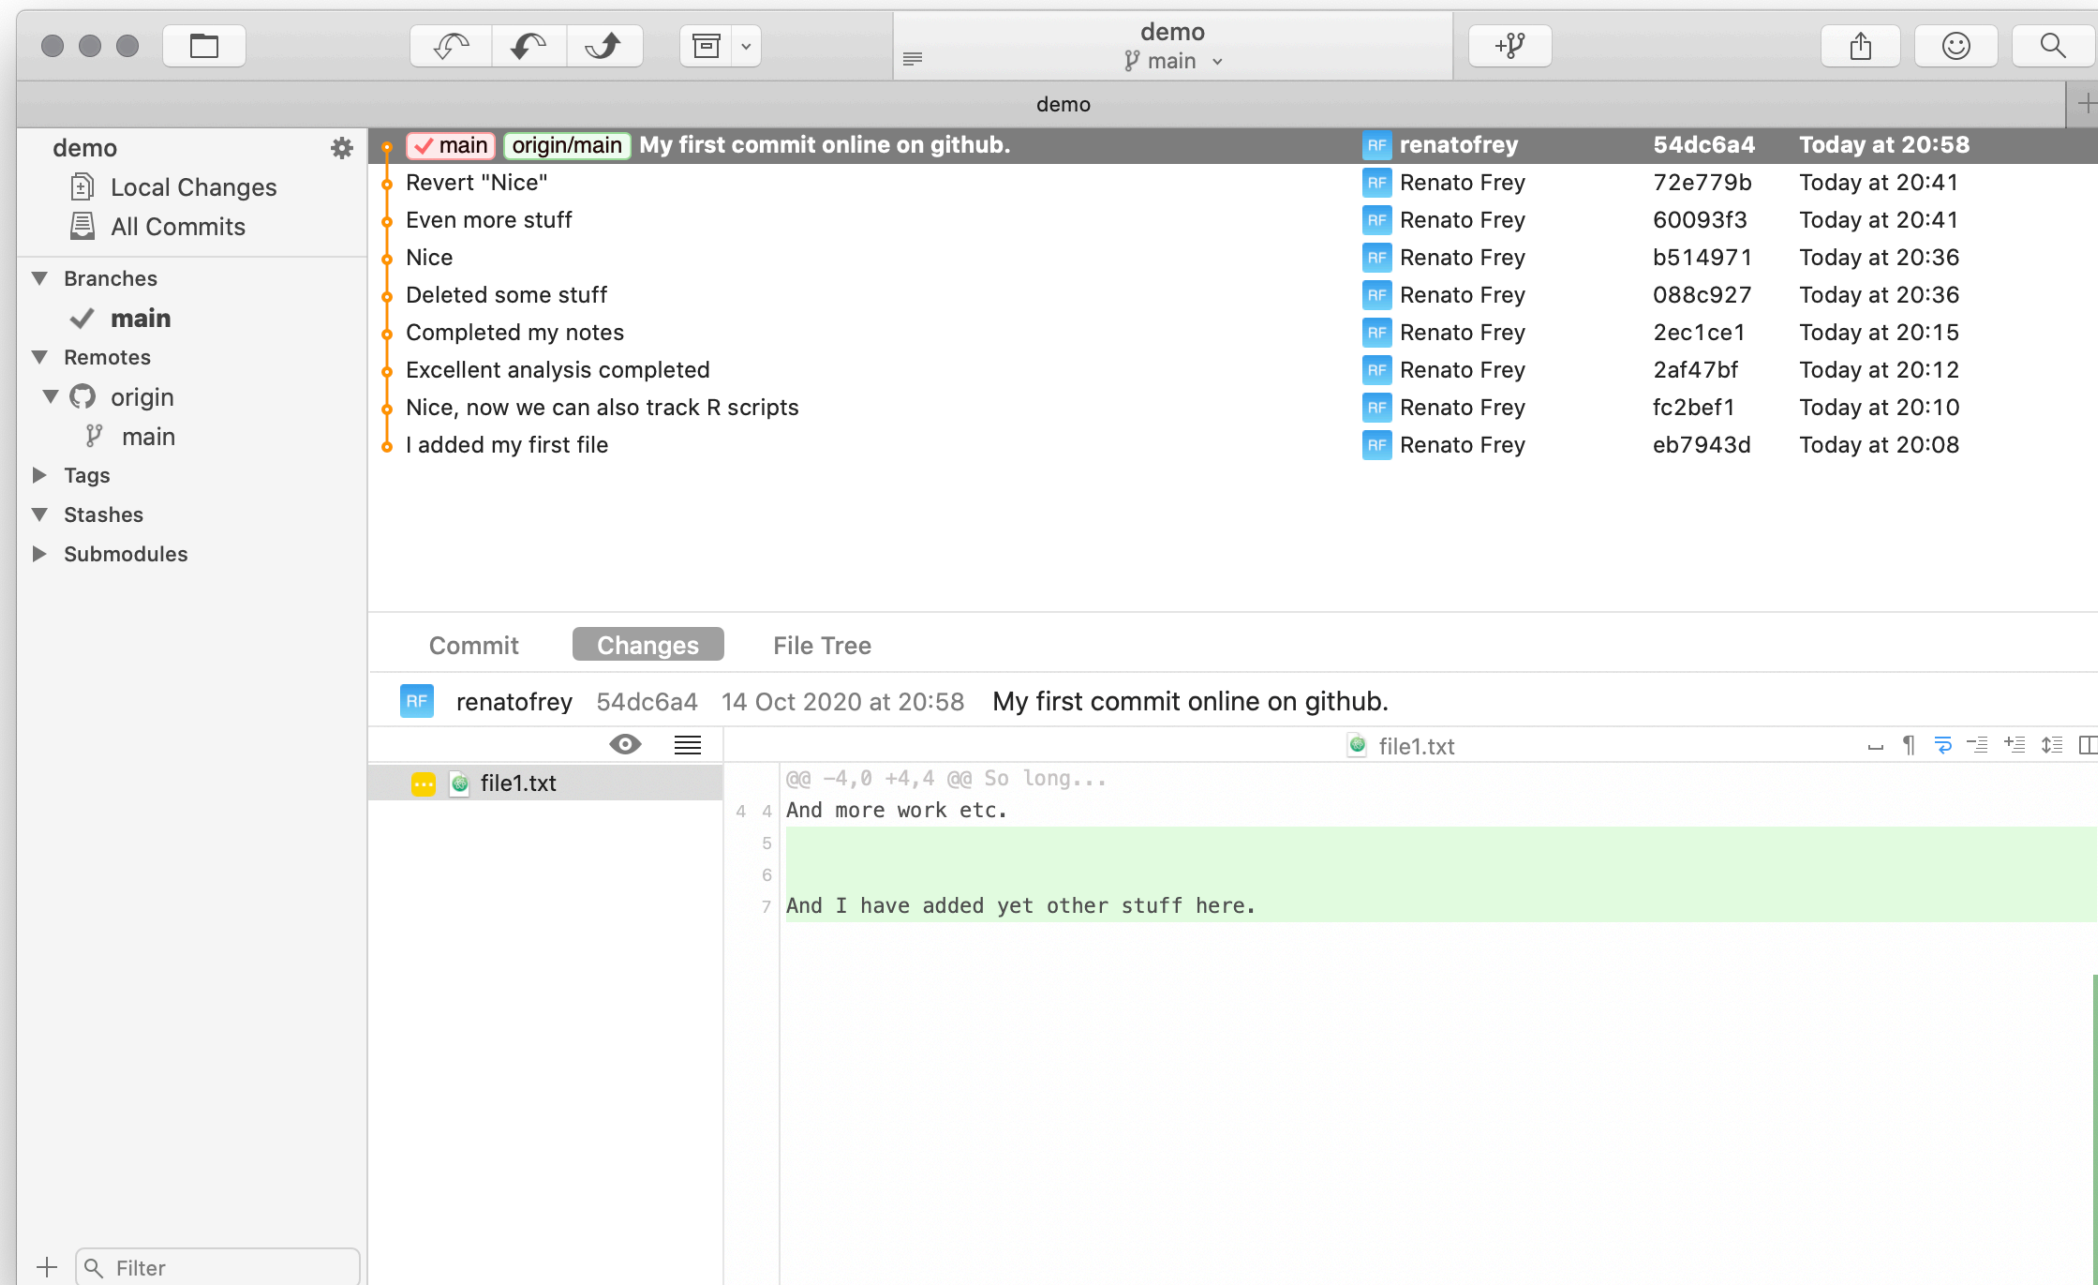 demo
main
demo
demo
Local Changes
All Commits
Branches
main
Remotes
origin
main
Tags
Stashes
Submodules
Filter
main origin/main My first commit online on github. RF renatofrey 54dc6a4 Today at 20:58
Revert "Nice" RF Renato Frey 72e779b Today at 20:41
Even more stuff RF Renato Frey 60093f3 Today at 20:41
Nice RF Renato Frey b514971 Today at 20:36
Deleted some stuff RF Renato Frey 088c927 Today at 20:36
Completed my notes RF Renato Frey 2ec1ce1 Today at 20:15
Excellent analysis completed RF Renato Frey 2af47bf Today at 20:12
Nice, now we can also track R scripts RF Renato Frey fc2bef1 Today at 20:10
I added my first file RF Renato Frey eb7943d Today at 20:08
Commit Changes File Tree
RF renatofrey 54dc6a4 14 Oct 2020 at 20:58 My first commit online on github.
file1.txt
file1.txt
@@ -4,0 +4,4 @@ So long...
4 4 And more work etc.
5
6
7 And I have added yet other stuff here.